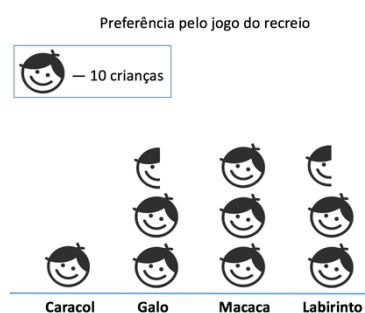 Preferência pelo jogo do recreio
— 10 crianças
Caracol Galo Macaca Labirinto